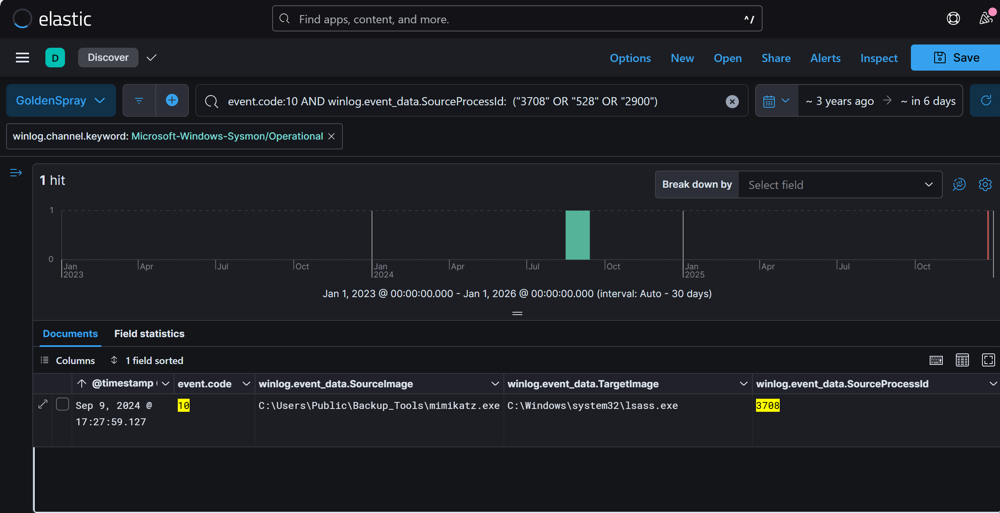 elastic
Find apps, content, and more.
^/
D
Discover
Options
New
Open
Share
Alerts
Inspect
Save
GoldenSpray
event.code:10 AND winlog.event_data.SourceProcessId: ("3708" OR "528" OR "2900")
~ 3 years ago → ~ in 6 days
winlog.channel.keyword: Microsoft-Windows-Sysmon/Operational
1 hit
Break down by
Select field
1
0
Jan
2023
Apr
Jul
Oct
Jan
2024
Apr
Jul
Oct
Jan
2025
Apr
Jul
Oct
Jan 1, 2023 @ 00:00:00.000 - Jan 1, 2026 @ 00:00:00.000 (interval: Auto - 30 days)
Documents
Field statistics
Columns
1 field sorted
@timestamp
event.code
winlog.event_data.SourceImage
winlog.event_data.TargetImage
winlog.event_data.SourceProcessId
Sep 9, 2024 @
17:27:59.127
10
C:\Users\Public\Backup_Tools\mimikatz.exe
C:\Windows\system32\lsass.exe
3708